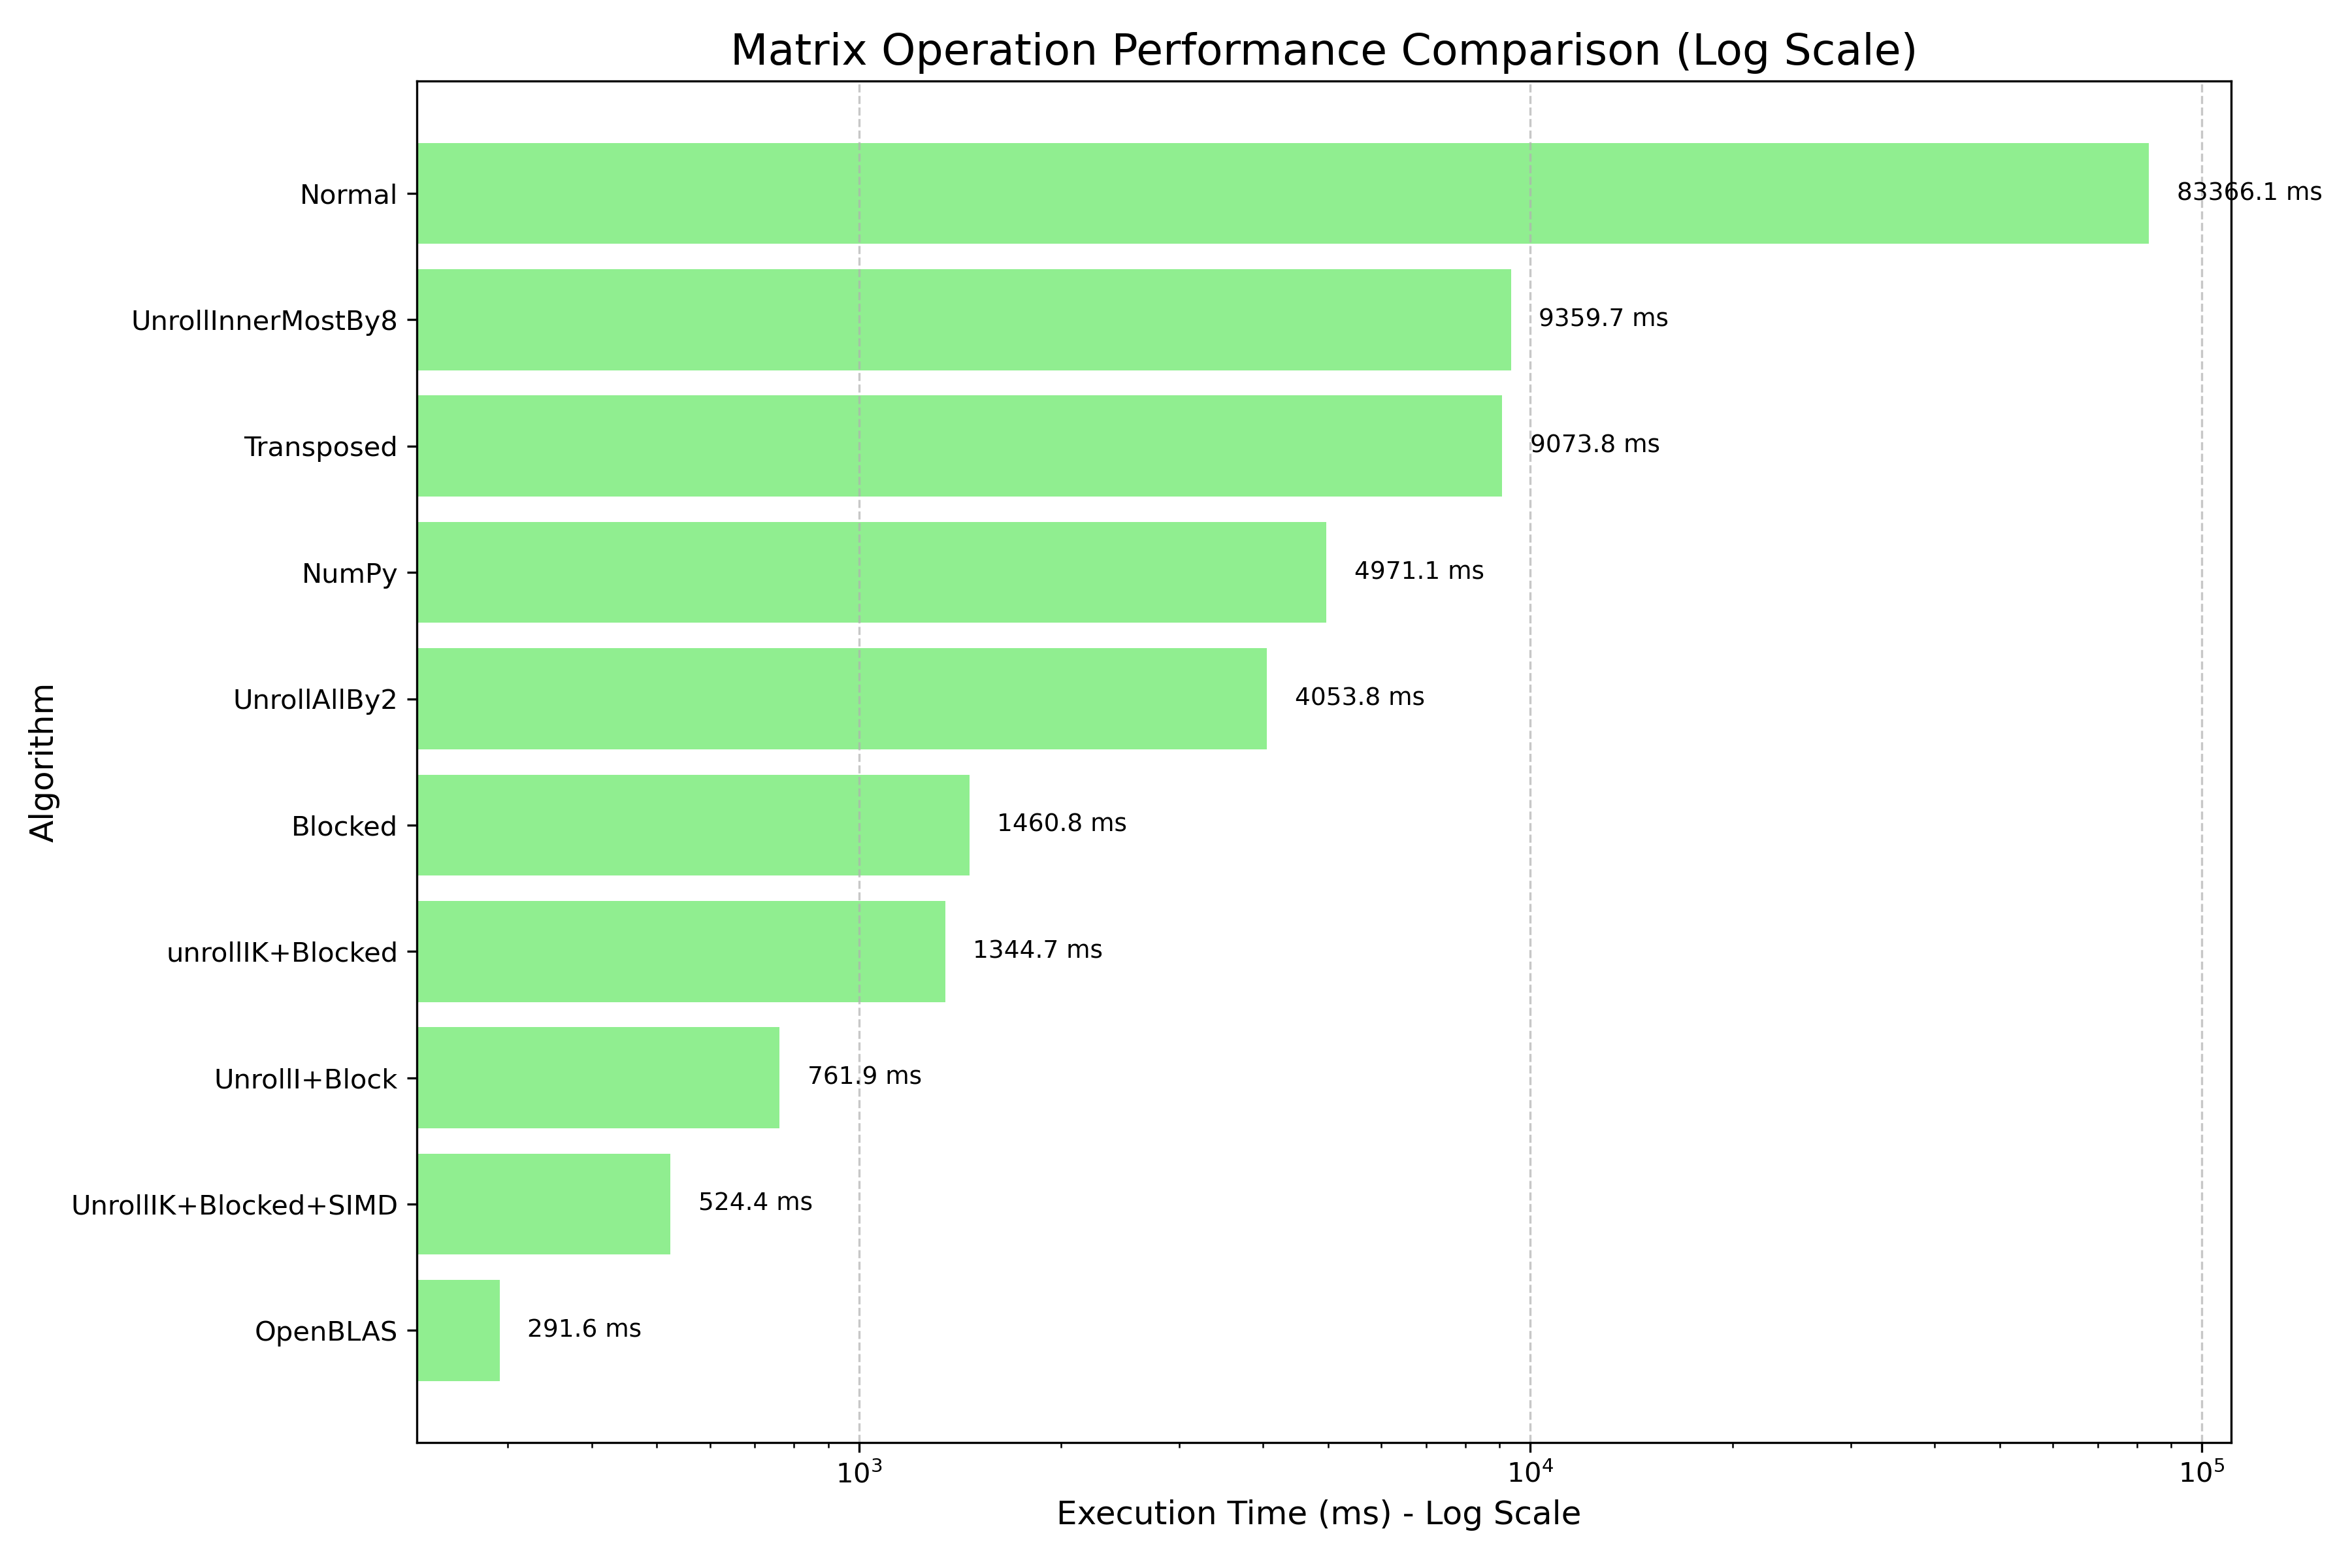 Matrix Operation Performance Comparison (Log Scale)
Normal
83366.1 ms
UnrollInnerMostBy8
9359.7 ms
Transposed
9073.8 ms
NumPy
4971.1 ms
UnrollAllBy2
4053.8 ms
Blocked
1460.8 ms
unrollIK+Blocked
1344.7 ms
UnrollI+Block
761.9 ms
UnrollIK+Blocked+SIMD
524.4 ms
OpenBLAS
291.6 ms
Algorithm
10³
10⁴
10⁵
Execution Time (ms) - Log Scale